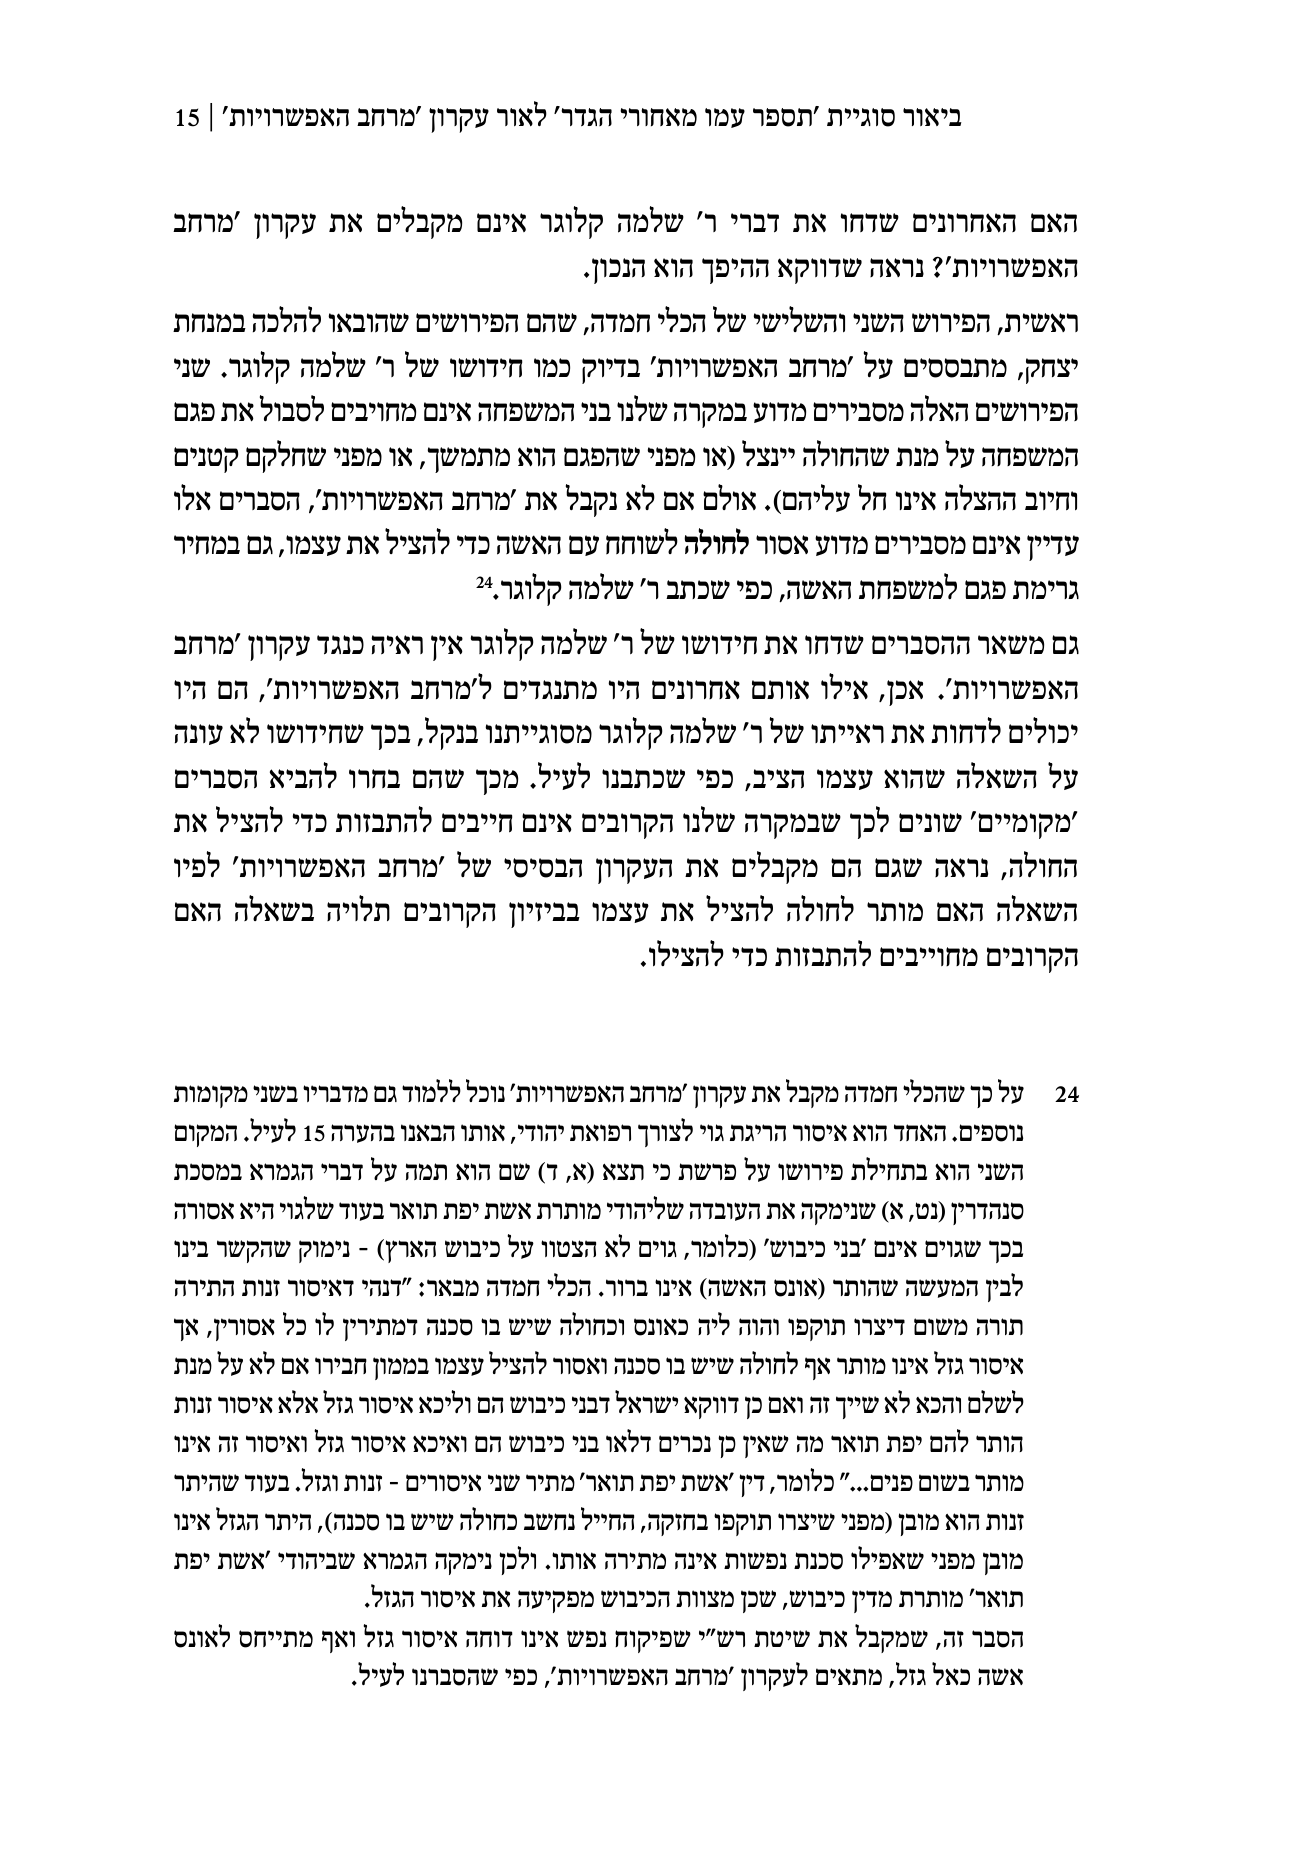 ביאור סוגיית 'תספר עמו מאחורי הגדר' לאור עקרון 'מרחב האפשרויות' | 15
האם האחרונים שדחו את דברי ר' שלמה קלוגר אינם מקבלים את עקרון 'מרחב
האפשרויות'? נראה שדווקא ההיפך הוא הנכון.
ראשית, הפירוש השני והשלישי של הכלי חמדה, שהם הפירושים שהובאו להלכה במנחת
יצחק, מתבססים על 'מרחב האפשרויות' בדיוק כמו חידושו של ר' שלמה קלוגר. שני
הפירושים האלה מסבירים מדוע במקרה שלנו בני המשפחה אינם מחויבים לסבול את פגם
המשפחה על מנת שהחולה יינצל (או מפני שהפגם הוא מתמשך, או מפני שחלקם קטנים
וחיוב ההצלה אינו חל עליהם). אולם אם לא נקבל את 'מרחב האפשרויות', הסברים אלו
עדיין אינם מסבירים מדוע אסור לחולה לשוחח עם האשה כדי להציל את עצמו, גם במחיר
גרימת פגם למשפחת האשה, כפי שכתב ר' שלמה קלוגר.24
גם משאר ההסברים שדחו את חידושו של ר' שלמה קלוגר אין ראיה כנגד עקרון 'מרחב
האפשרויות'. אכן, אילו אותם אחרונים היו מתנגדים ל'מרחב האפשרויות', הם היו
יכולים לדחות את ראייתו של ר' שלמה קלוגר מסוגייתנו בנקל, בכך שחידושו לא עונה
על השאלה שהוא עצמו הציב, כפי שכתבנו לעיל. מכך שהם בחרו להביא הסברים
'מקומיים' שונים לכך שבמקרה שלנו הקרובים אינם חייבים להתבזות כדי להציל את
החולה, נראה שגם הם מקבלים את העקרון הבסיסי של 'מרחב האפשרויות' לפיו
השאלה האם מותר לחולה להציל את עצמו בביזיון הקרובים תלויה בשאלה האם
הקרובים מחוייבים להתבזות כדי להצילו.
24 על כך שהכלי חמדה מקבל את עקרון 'מרחב האפשרויות' נוכל ללמוד גם מדבריו בשני מקומות
נוספים. האחד הוא איסור הריגת גוי לצורך רפואת יהודי, אותו הבאנו בהערה 15 לעיל. המקום
השני הוא בתחילת פירושו על פרשת כי תצא (א, ד) שם הוא תמה על דברי הגמרא במסכת
סנהדרין (נט, א) שנימקה את העובדה שליהודי מותרת אשת יפת תואר בעוד שלגוי היא אסורה
בכך שגוים אינם 'בני כיבוש' (כלומר, גוים לא הצטוו על כיבוש הארץ) - נימוק שהקשר בינו
לבין המעשה שהותר (אונס האשה) אינו ברור. הכלי חמדה מבאר: "דנהי דאיסור זנות התירה
תורה משום דיצרו תוקפו והוה ליה כאונס וכחולה שיש בו סכנה דמתירין לו כל אסורין, אך
איסור גזל אינו מותר אף לחולה שיש בו סכנה ואסור להציל עצמו בממון חבירו אם לא על מנת
לשלם והכא לא שייך זה ואם כן דווקא ישראל דבני כיבוש הם וליכא איסור גזל אלא איסור זנות
הותר להם יפת תואר מה שאין כן נכרים דלאו בני כיבוש הם ואיכא איסור גזל ואיסור זה אינו
מותר בשום פנים..." כלומר, דין 'אשת יפת תואר' מתיר שני איסורים - זנות וגזל. בעוד שהיתר
זנות הוא מובן (מפני שיצרו תוקפו בחזקה, החייל נחשב כחולה שיש בו סכנה), היתר הגזל אינו
מובן מפני שאפילו סכנת נפשות אינה מתירה אותו. ולכן נימקה הגמרא שביהודי 'אשת יפת
תואר' מותרת מדין כיבוש, שכן מצוות הכיבוש מפקיעה את איסור הגזל.
הסבר זה, שמקבל את שיטת רש"י שפיקוח נפש אינו דוחה איסור גזל ואף מתייחס לאונס
אשה כאל גזל, מתאים לעקרון 'מרחב האפשרויות', כפי שהסברנו לעיל.